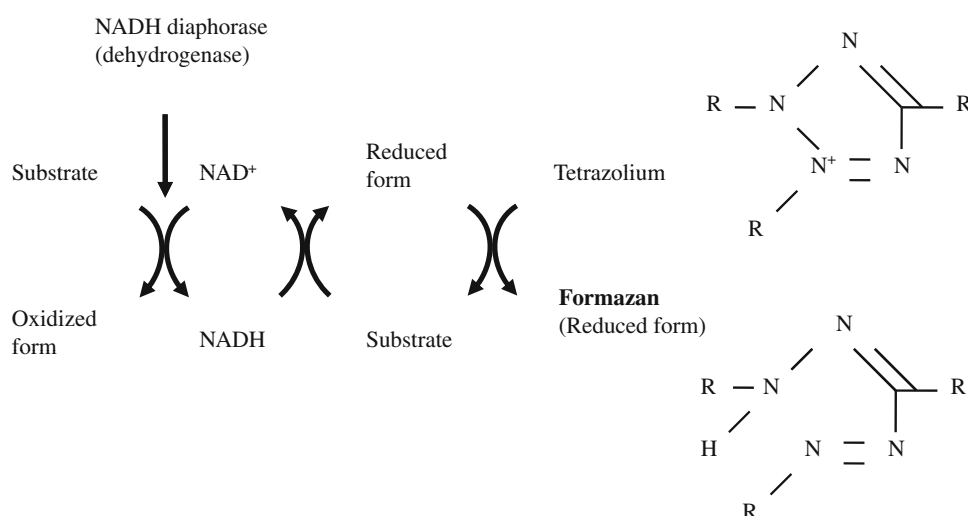 NADH diaphorase
(dehydrogenase)
Substrate
NAD⁺
Reduced
form
Tetrazolium
Oxidized
form
NADH
Substrate
Formazan
(Reduced form)
N
R
N
R
N⁺
N
R
N
R
N
R
H
N
N
R